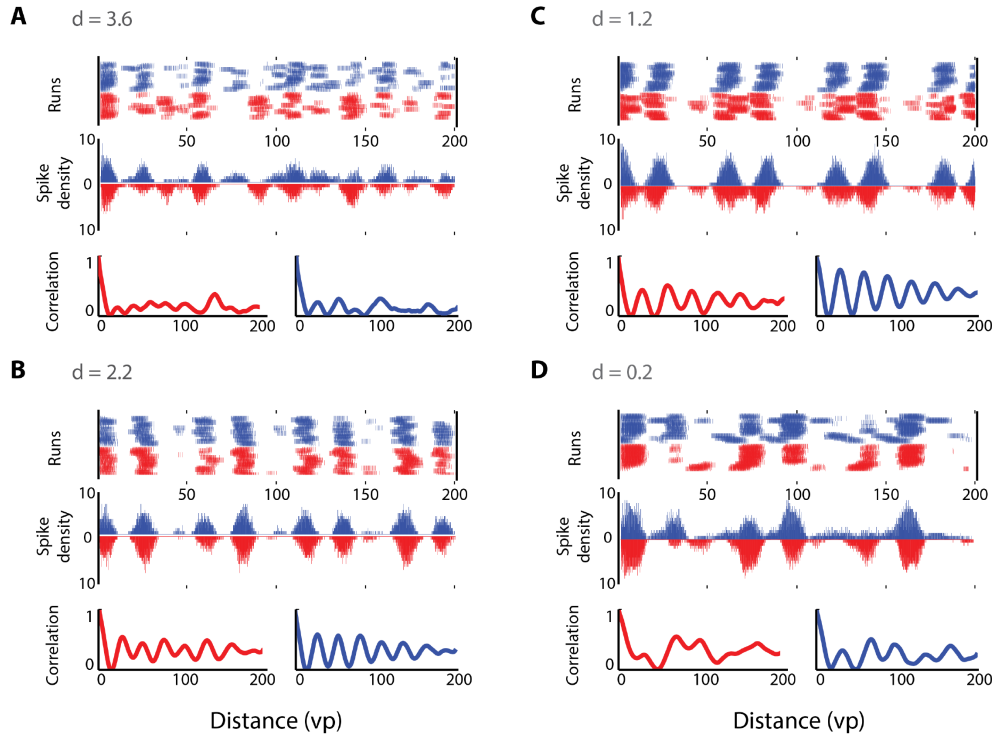 A
d = 3.6
Runs
50
100
150
200
10
Spike
density
0
10
Correlation
1
0
0
100
200
0
100
200
B
d = 2.2
Runs
50
100
150
200
10
Spike
density
0
10
Correlation
1
0
0
100
200
0
100
200
Distance (vp)
C
d = 1.2
Runs
50
100
150
200
10
Spike
density
0
10
Correlation
1
0
0
100
200
0
100
200
D
d = 0.2
Runs
50
100
150
200
10
Spike
density
0
10
Correlation
1
0
0
100
200
0
100
200
Distance (vp)